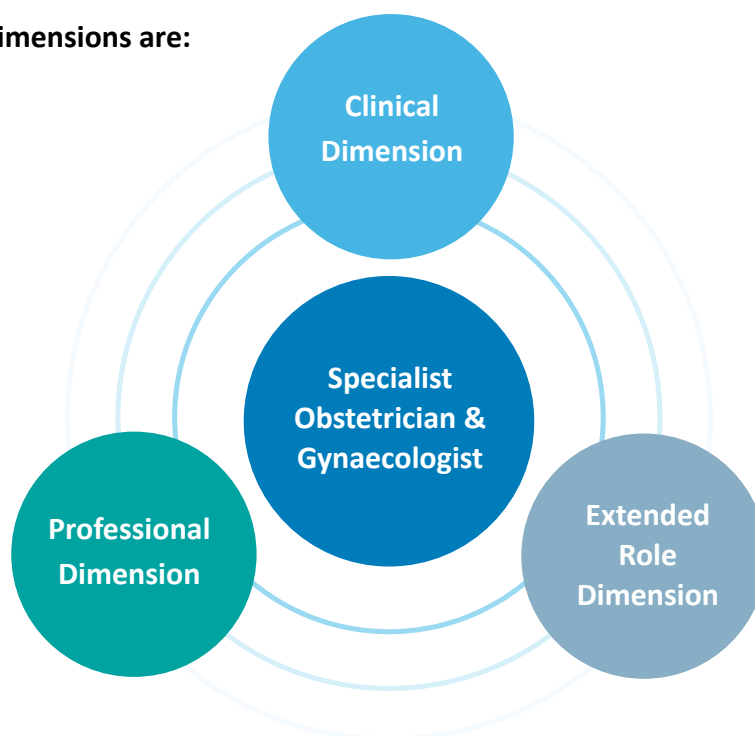 imensions are:
Clinical
Dimension
Specialist
Obstetrician &
Gynaecologist
Professional
Dimension
Extended
Role
Dimension